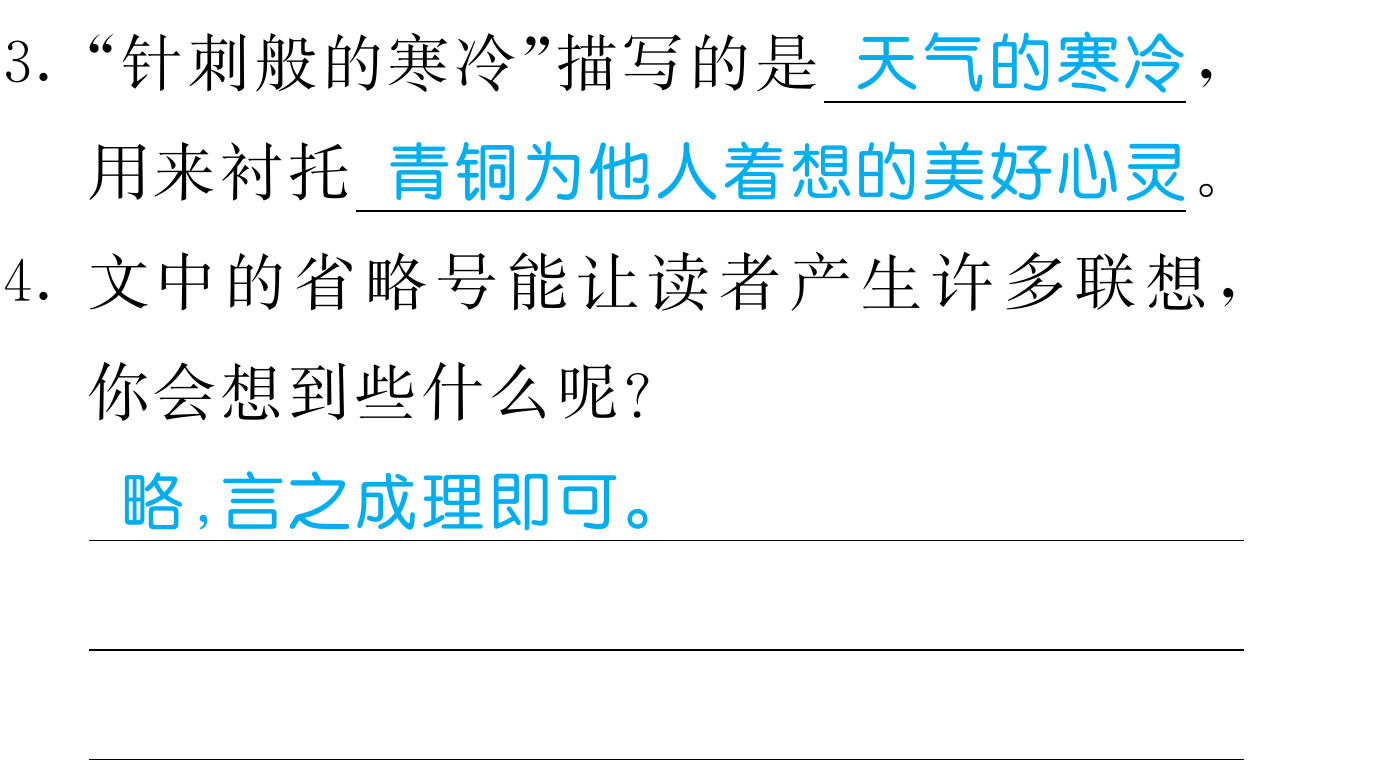 3. “针刺般的寒冷”描写的是 天气的寒冷,
用来衬托 青铜为他人着想的美好心灵。
4. 文中的省略号能让读者产生许多联想,
你会想到些什么呢?
略,言之成理即可。